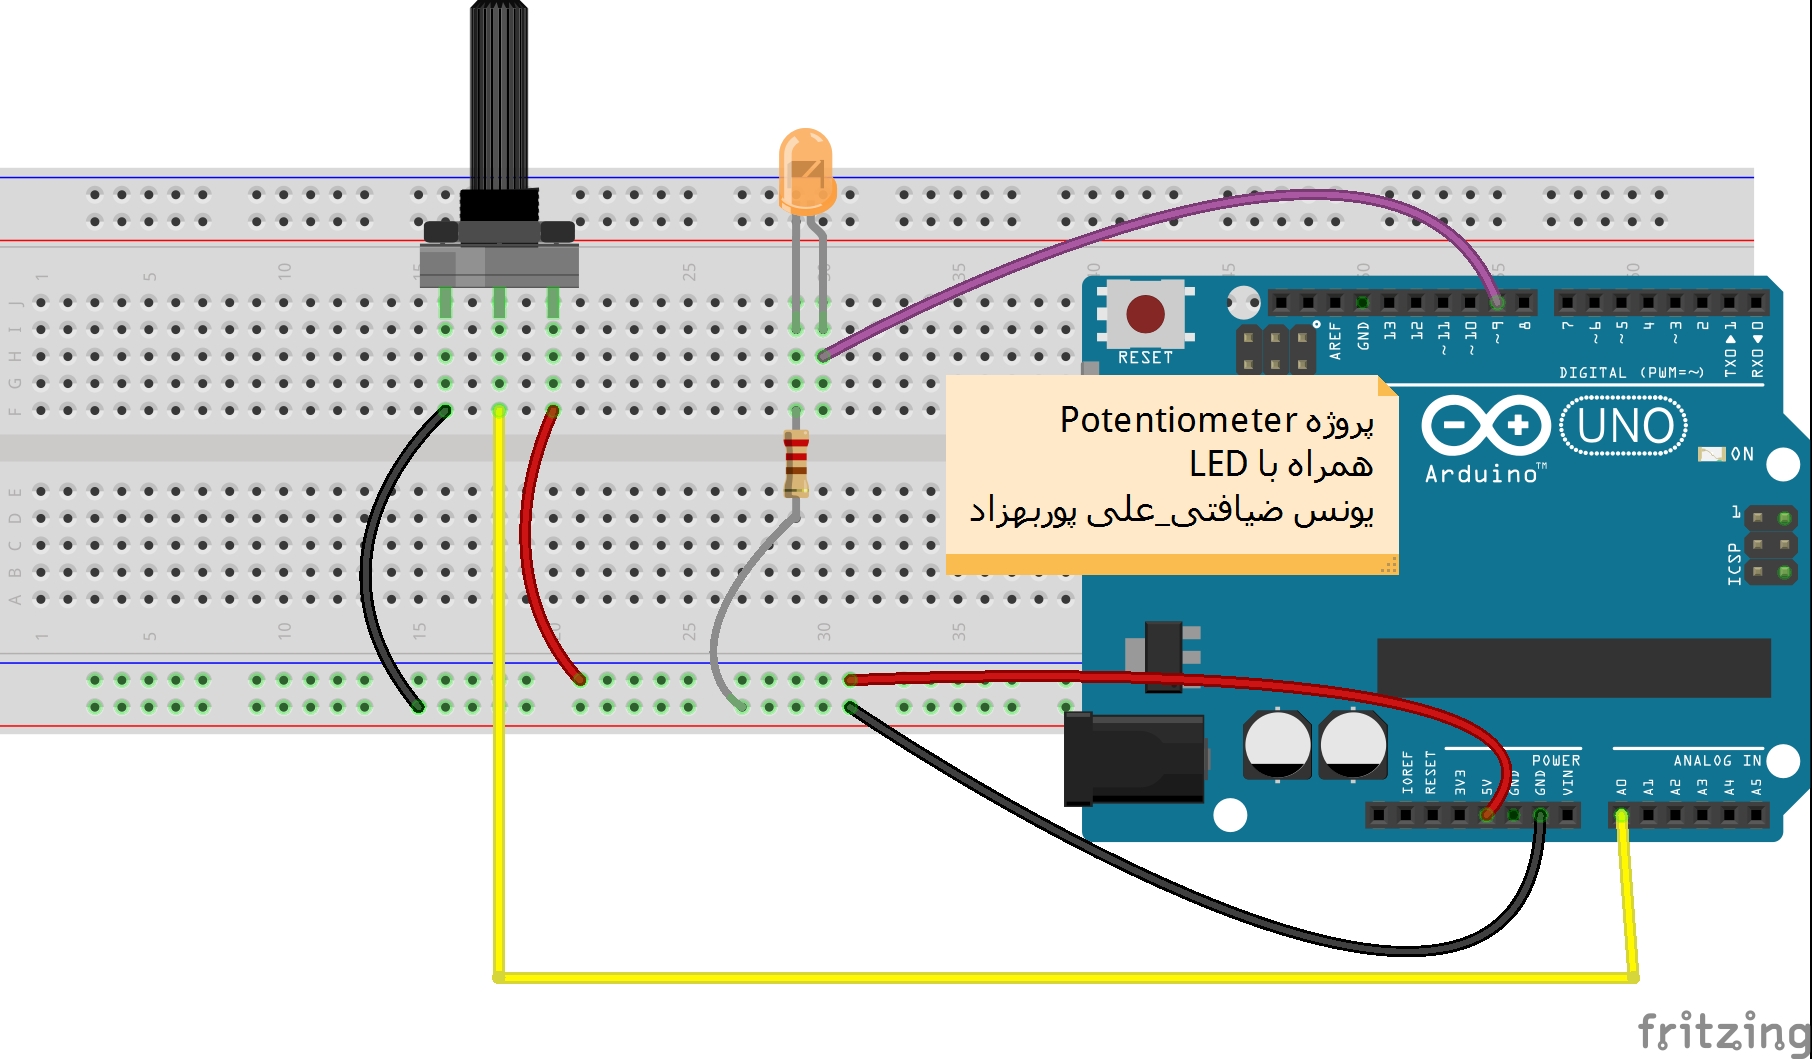 1 5 10 15 20 25 30 35 40 45 50 55 60
J
I
H
G
F
E
D
C
B
A
1 5 10 15 20 25 30 35
RESET
AREF GND 13 12 ~11 ~10 ~9 8 7 ~6 ~5 4 ~3 2 TX0▶1 RX0◀0
DIGITAL (PWM=~)
پروژه Potentiometer
همراه با LED
یونس ضیافتی_علی پوربهزاد
UNO
Arduino™
ON
1
ICSP
POWER
ANALOG IN
IOREF RESET 3V3 5V GND GND VIN A0 A1 A2 A3 A4 A5
fritzing